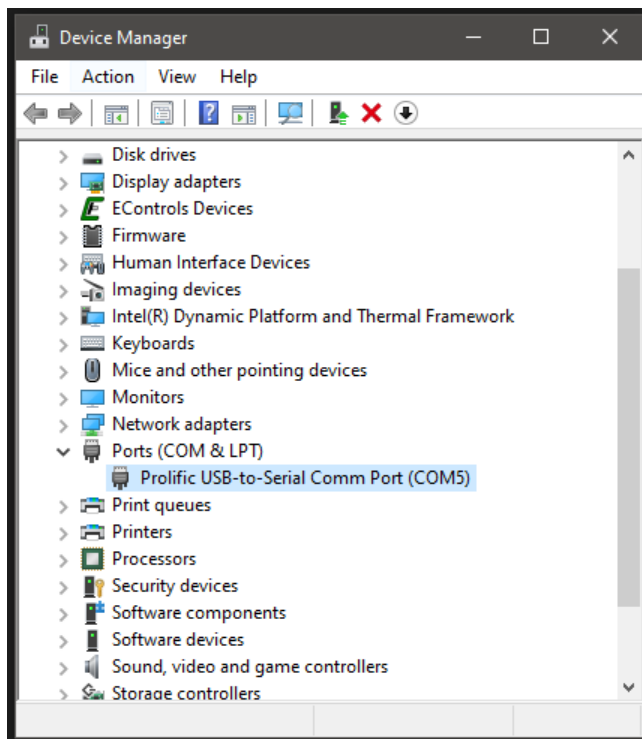 Device Manager
File Action View Help
Disk drives
Display adapters
EControls Devices
Firmware
Human Interface Devices
Imaging devices
Intel(R) Dynamic Platform and Thermal Framework
Keyboards
Mice and other pointing devices
Monitors
Network adapters
Ports (COM & LPT)
Prolific USB-to-Serial Comm Port (COM5)
Print queues
Printers
Processors
Security devices
Software components
Software devices
Sound, video and game controllers
Storage controllers